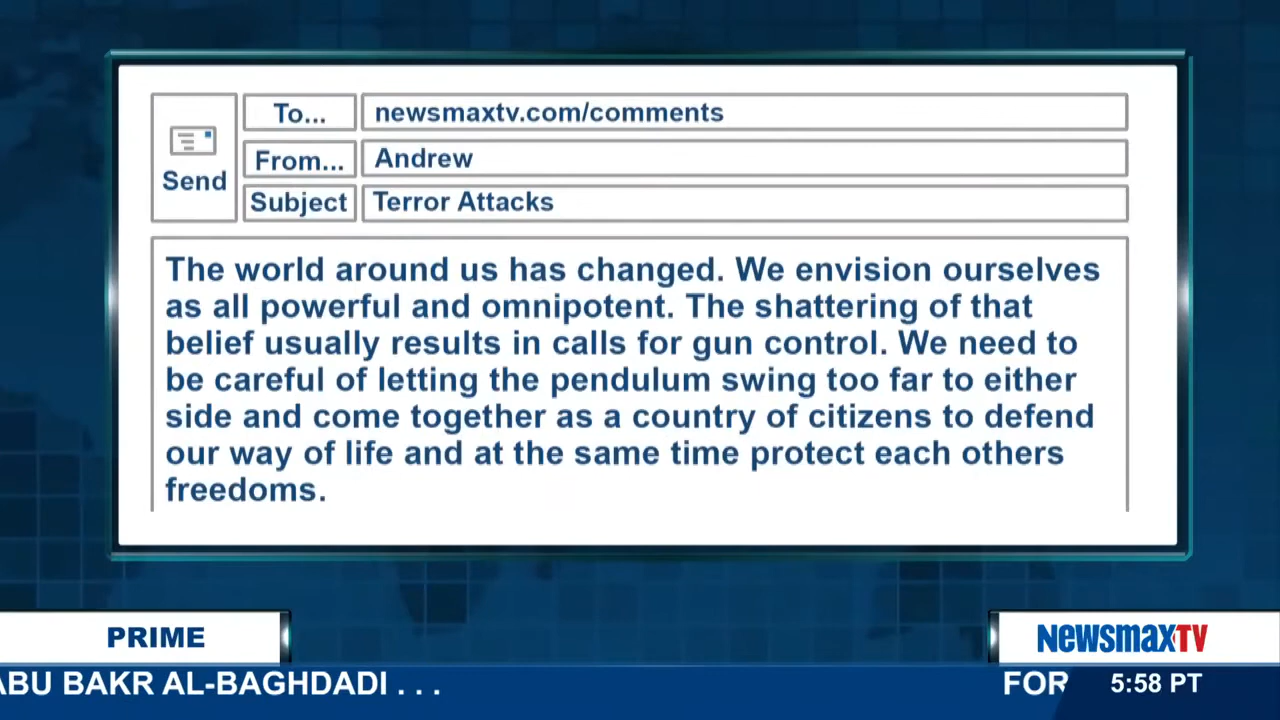 To...
newsmaxtv.com/comments
From...
Andrew
Send
Subject
Terror Attacks
The world around us has changed. We envision ourselves
as all powerful and omnipotent. The shattering of that
belief usually results in calls for gun control. We need to
be careful of letting the pendulum swing too far to either
side and come together as a country of citizens to defend
our way of life and at the same time protect each others
freedoms.
PRIME
NEWSMAXTV
ABU BAKR AL-BAGHDADI . . .
FOR
5:58 PT